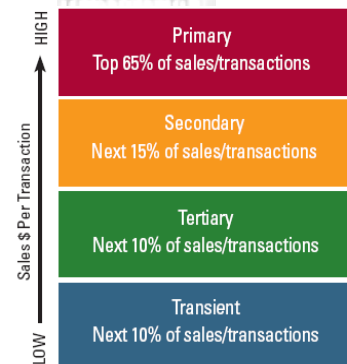 HIGH
Primary
Top 65% of sales/transactions
Secondary
Next 15% of sales/transactions
Sales $ Per Transaction
Tertiary
Next 10% of sales/transactions
Transient
Next 10% of sales/transactions
LOW